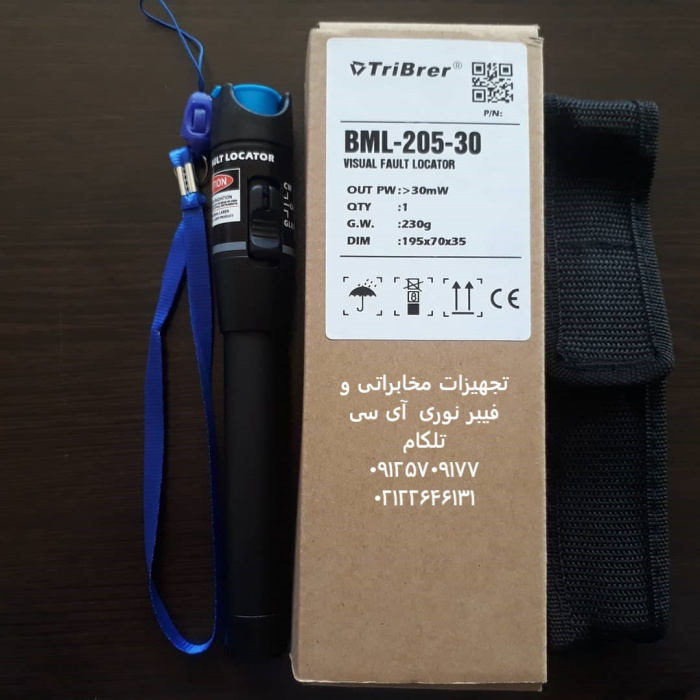 FAULT LOCATOR
TriBrer®
P/N:
BML-205-30
VISUAL FAULT LOCATOR
OUT PW:>30mW
QTY :1
G.W. :230g
DIM :195x70x35
CE
تجهیزات مخابراتی و
فیبر نوری آی سی
تلکام
۰۹۱۲۵۷۰۹۱۷۷
۰۲۱۲۲۶۴۶۱۳۱